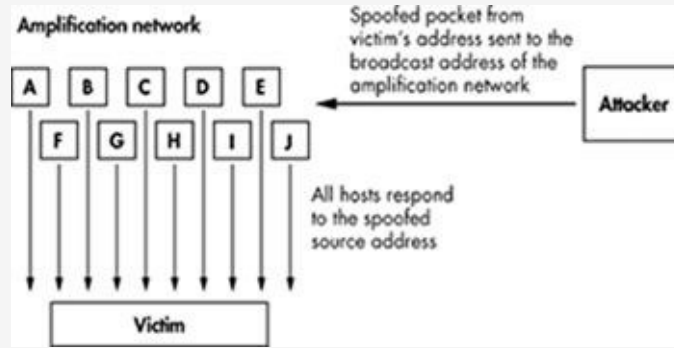 Amplification network
Spoofed packet from
victim's address sent to the
broadcast address of the
amplification network
A B C D E
Attacker
F G H I J
All hosts respond
to the spoofed
source address
Victim